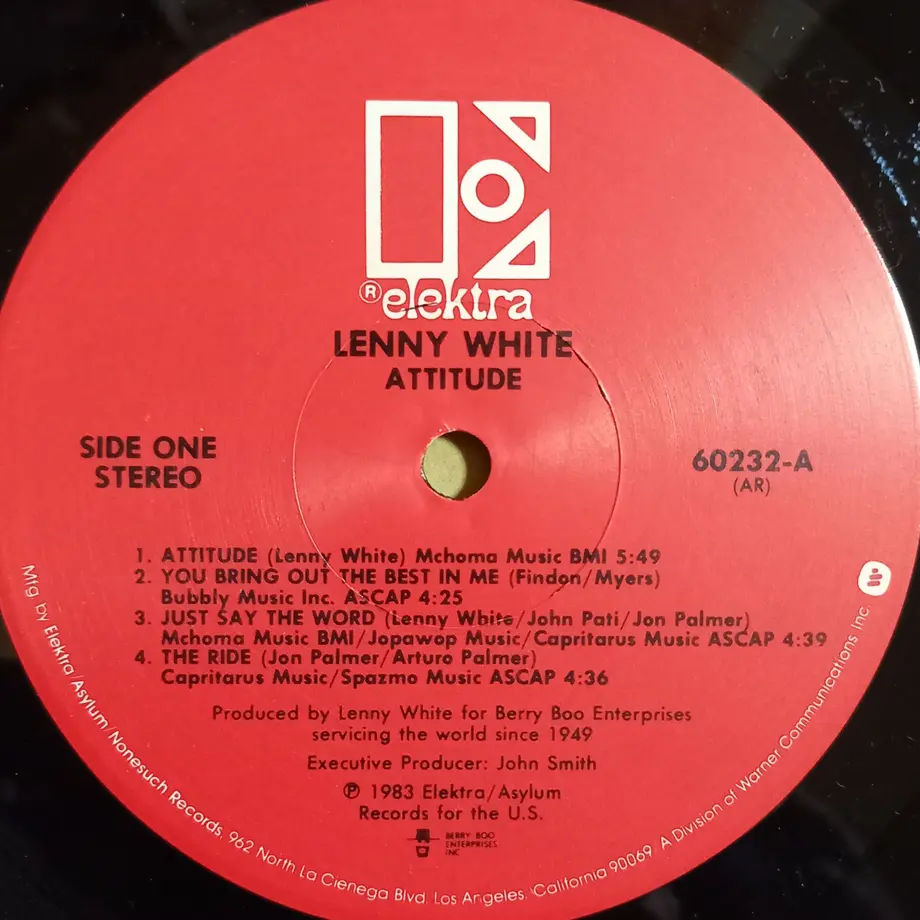 ® elektra
LENNY WHITE
ATTITUDE
SIDE ONE
STEREO
60232-A
(AR)
1. ATTITUDE (Lenny White) Mchoma Music BMI 5:49
2. YOU BRING OUT THE BEST IN ME (Findon/Myers)
Bubbly Music Inc. ASCAP 4:25
3. JUST SAY THE WORD (Lenny White/John Pati/Jon Palmer)
Mchoma Music BMI/Jopawop Music/Capritarus Music ASCAP 4:39
4. THE RIDE (Jon Palmer/Arturo Palmer)
Capritarus Music/Spazmo Music ASCAP 4:36
Produced by Lenny White for Berry Boo Enterprises
servicing the world since 1949
Executive Producer: John Smith
℗ 1983 Elektra/Asylum
Records for the U.S.
BERRY BOO
ENTERPRISES
INC
Mfg. by Elektra/Asylum/Nonesuch Records, 962 North La Cienega Blvd. Los Angeles, California 90069 A Division of Warner Communications Inc.